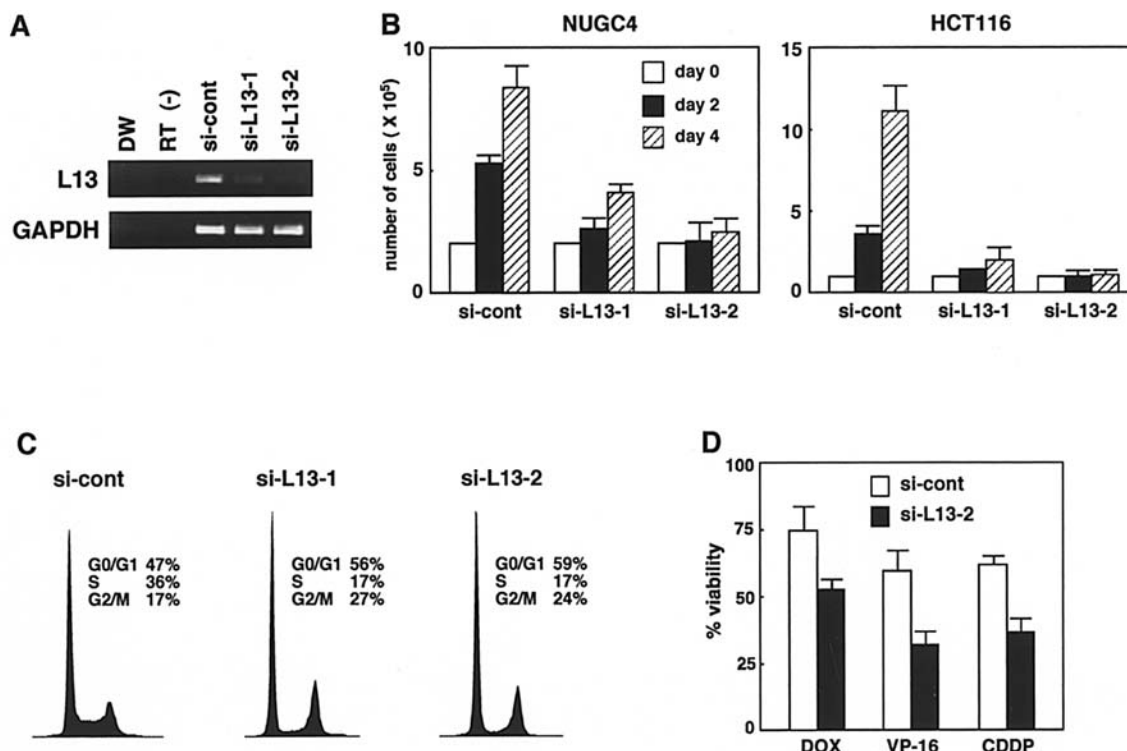 A
DW
RT (-)
si-cont
si-L13-1
si-L13-2
L13
GAPDH
B
NUGC4
number of cells ( X 10⁵)
10
5
0
day 0
day 2
day 4
si-cont
si-L13-1
si-L13-2
HCT116
15
10
5
0
si-cont
si-L13-1
si-L13-2
C
si-cont
G0/G1 47%
S 36%
G2/M 17%
si-L13-1
G0/G1 56%
S 17%
G2/M 27%
si-L13-2
G0/G1 59%
S 17%
G2/M 24%
D
% viability
100
75
50
25
0
si-cont
si-L13-2
DOX
VP-16
CDDP